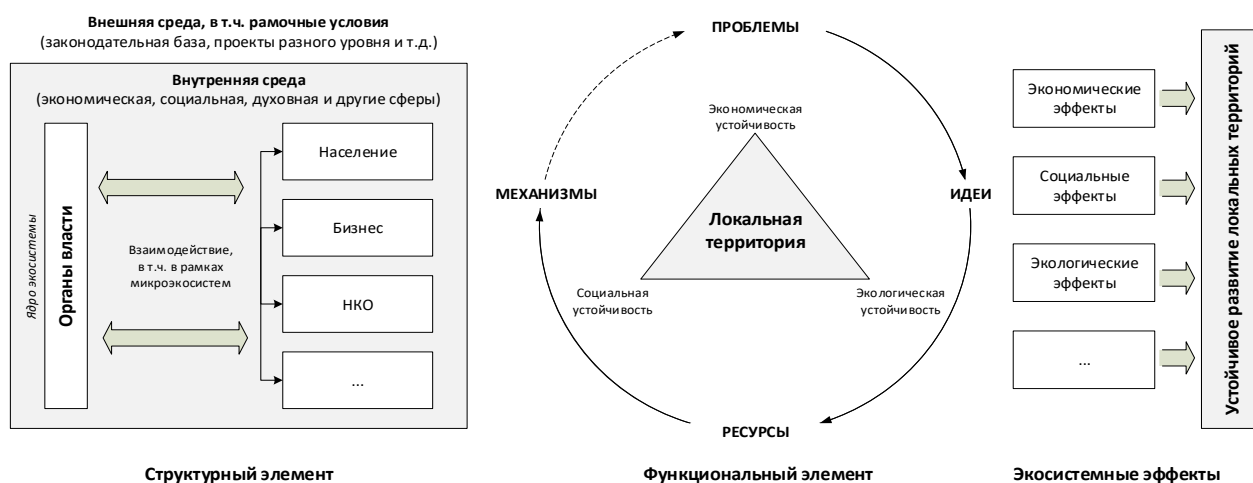 Внешняя среда, в т.ч. рамочные условия
(законодательная база, проекты разного уровня и т.д.)
Внутренняя среда
(экономическая, социальная, духовная и другие сферы)
Ядро экосистемы
Органы власти
Взаимодействие,
в т.ч. в рамках
микроэкосистем
Население
Бизнес
НКО
...
Структурный элемент
ПРОБЛЕМЫ
Экономическая
устойчивость
МЕХАНИЗМЫ
ИДЕИ
Локальная
территория
Социальная
устойчивость
Экологическая
устойчивость
РЕСУРСЫ
Функциональный элемент
Экономические
эффекты
Социальные
эффекты
Экологические
эффекты
...
Устойчивое развитие локальных территорий
Экосистемные эффекты